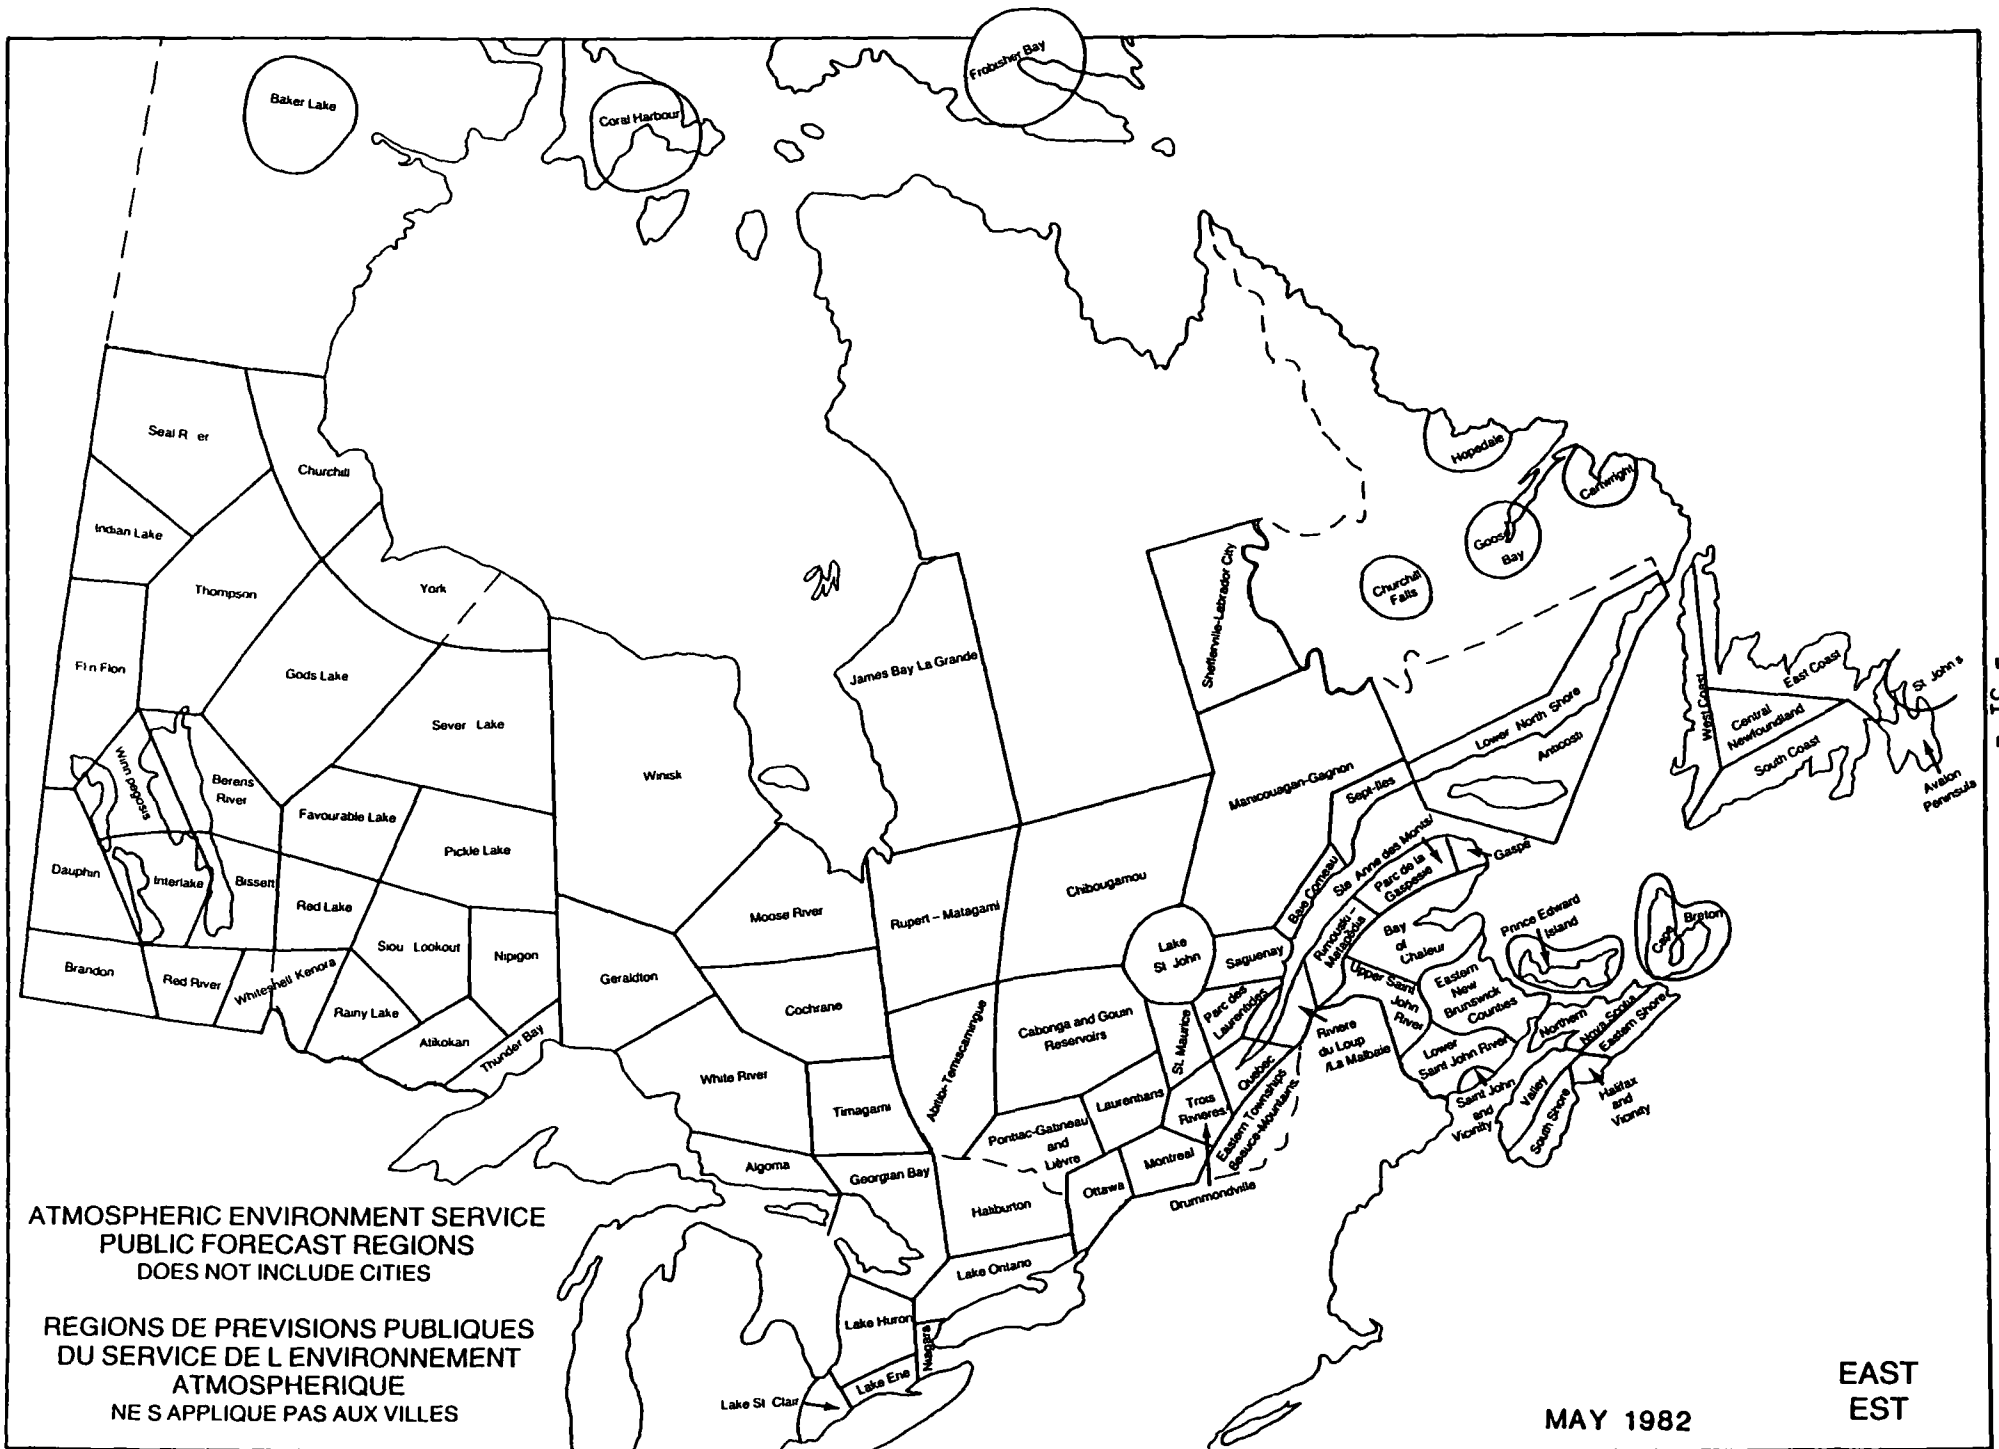 Frobisher Bay
Baker Lake
Coral Harbour
Seal R er
Churchill
Hopedale
Cartwright
Indian Lake
Goose
Bay
Thompson
York
Churchill
Falls
Sheffervile-Labrador City
Flin Flon
Gods Lake
James Bay La Grande
East Coast
St John s
West Coast
Central
Newfoundland
South Coast
Avalon
Peninsula
Sever Lake
Lower North Shore
Anticosti
Winn pegosis
Berens
River
Winisk
Manicouagan-Gagnon
Sept-Iles
Favourable Lake
Pickle Lake
Ste Anne des Monts/
Parc de la
Gaspesie
Gaspe
Dauphin
Interlake
Bissett
Red Lake
Chibougamou
Baie Comeau
Moose River
Rupert - Matagami
Rimouski -
Matapedia
Bay
of
Chaleur
Prince Edward
Island
Cape
Breton
Siou Lookout
Nipigon
Lake
St John
Saguenay
Brandon
Red River
Whiteshell Kenora
Geraldton
Upper Saint
John
River
Eastern
New
Brunswick
Counties
Rainy Lake
Cochrane
Parc des
Laurentides
Cabonga and Gouin
Reservoirs
St. Maurice
Riviere
du Loup
/La Malbaie
Northern
Nova Scotia
Eastern Shore
Atikokan
Thunder Bay
Abitibi-Temiscamingue
Lower
Saint John River
White River
Quebec
Timagami
Laurentians
Trois
Rivieres
Eastern Townships
Beauce-Mountains
Saint John
and
Vicinity
Valley
South Shore
Halifax
and
Vicinity
Pontiac-Gatineau
and
Lièvre
Algoma
Georgian Bay
Montreal
Ottawa
Drummondville
Haliburton
Lake Ontario
Lake Huron
Niagara
Lake Erie
Lake St Clair
ATMOSPHERIC ENVIRONMENT SERVICE
PUBLIC FORECAST REGIONS
DOES NOT INCLUDE CITIES
REGIONS DE PREVISIONS PUBLIQUES
DU SERVICE DE L ENVIRONNEMENT
ATMOSPHERIQUE
NE S APPLIQUE PAS AUX VILLES
MAY 1982
EAST
EST